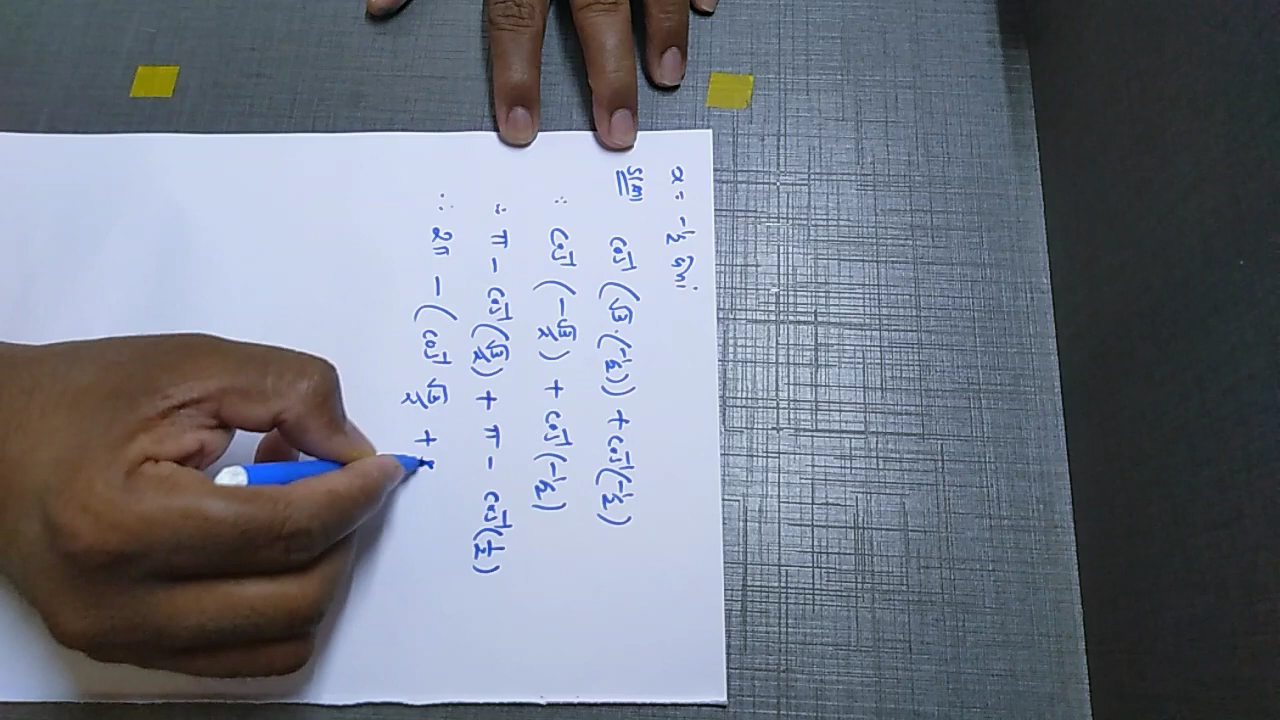 x = -1/2 എന്ന
cos⁻¹ (√3·(-1/2)) + cos⁻¹(-1/2)
∴ cos⁻¹ (-√3/2) + cos⁻¹(-1/2)
∴ π - cos⁻¹(√3/2) + π - cos⁻¹(1/2)
∴ 2π - (cos⁻¹ √3/2 +